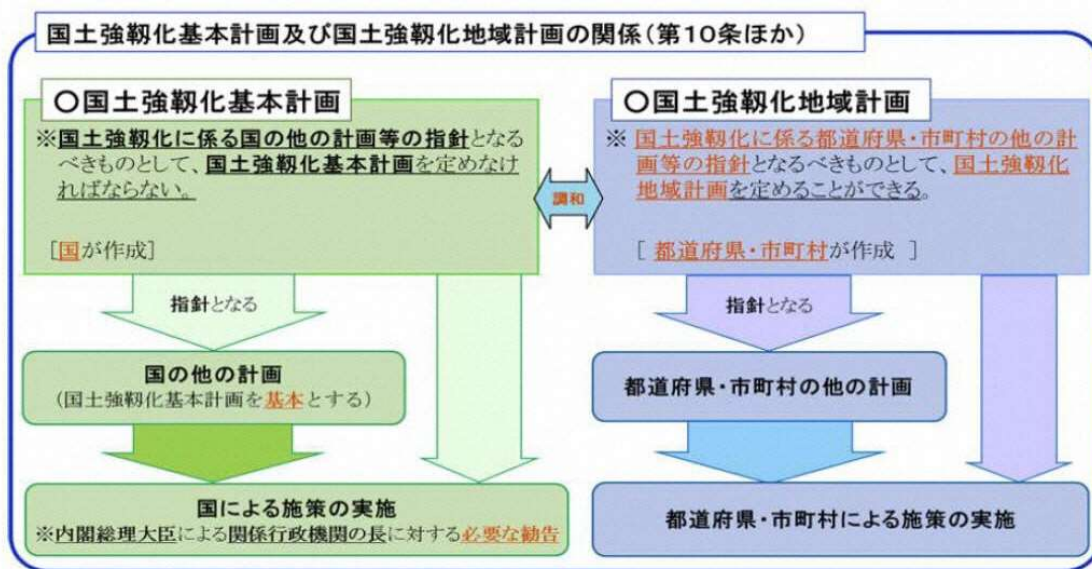 国土強靱化基本計画及び国土強靱化地域計画の関係(第10条ほか)
〇国土強靱化基本計画
※国土強靱化に係る国の他の計画等の指針となる
べきものとして、国土強靱化基本計画を定めなけ
ればならない。
[国が作成]
調和
〇国土強靱化地域計画
※ 国土強靱化に係る都道府県・市町村の他の計
画等の指針となるべきものとして、国土強靱化
地域計画を定めることができる。
[ 都道府県・市町村が作成 ]
指針となる
指針となる
国の他の計画
(国土強靱化基本計画を基本とする)
都道府県・市町村の他の計画
国による施策の実施
※内閣総理大臣による関係行政機関の長に対する必要な勧告
都道府県・市町村による施策の実施